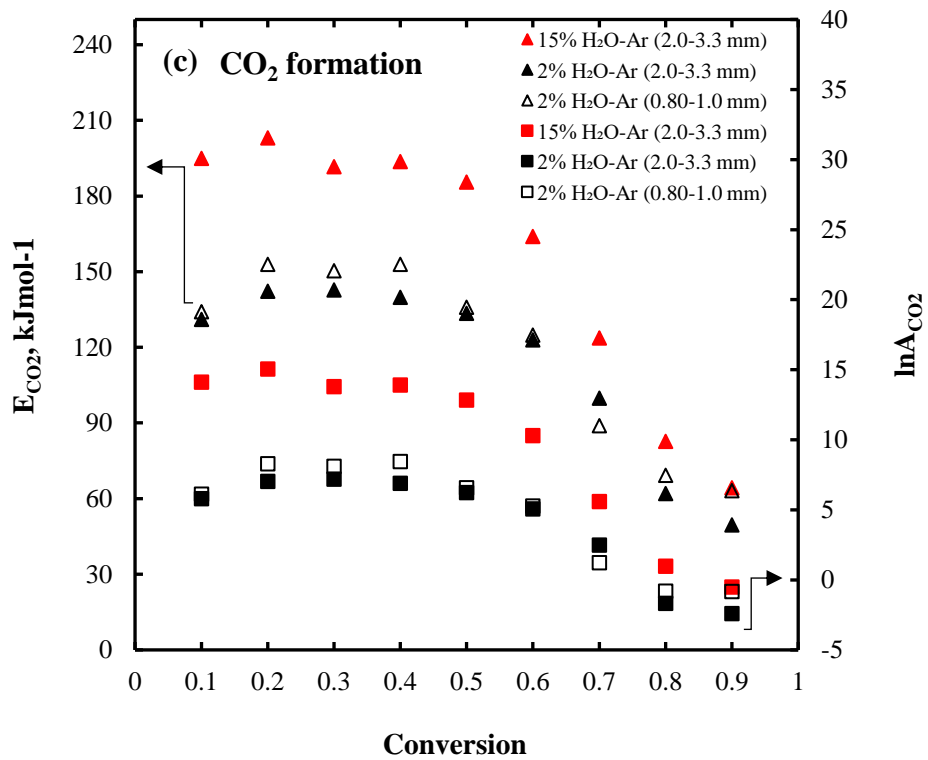 (c) CO₂ formation
15% H₂O-Ar (2.0-3.3 mm)
2% H₂O-Ar (2.0-3.3 mm)
2% H₂O-Ar (0.80-1.0 mm)
15% H₂O-Ar (2.0-3.3 mm)
2% H₂O-Ar (2.0-3.3 mm)
2% H₂O-Ar (0.80-1.0 mm)
E_CO2, kJmol-1
240
210
180
150
120
90
60
30
0
40
35
30
25
20
15
10
5
0
-5
lnA_CO2
0 0.1 0.2 0.3 0.4 0.5 0.6 0.7 0.8 0.9 1
Conversion